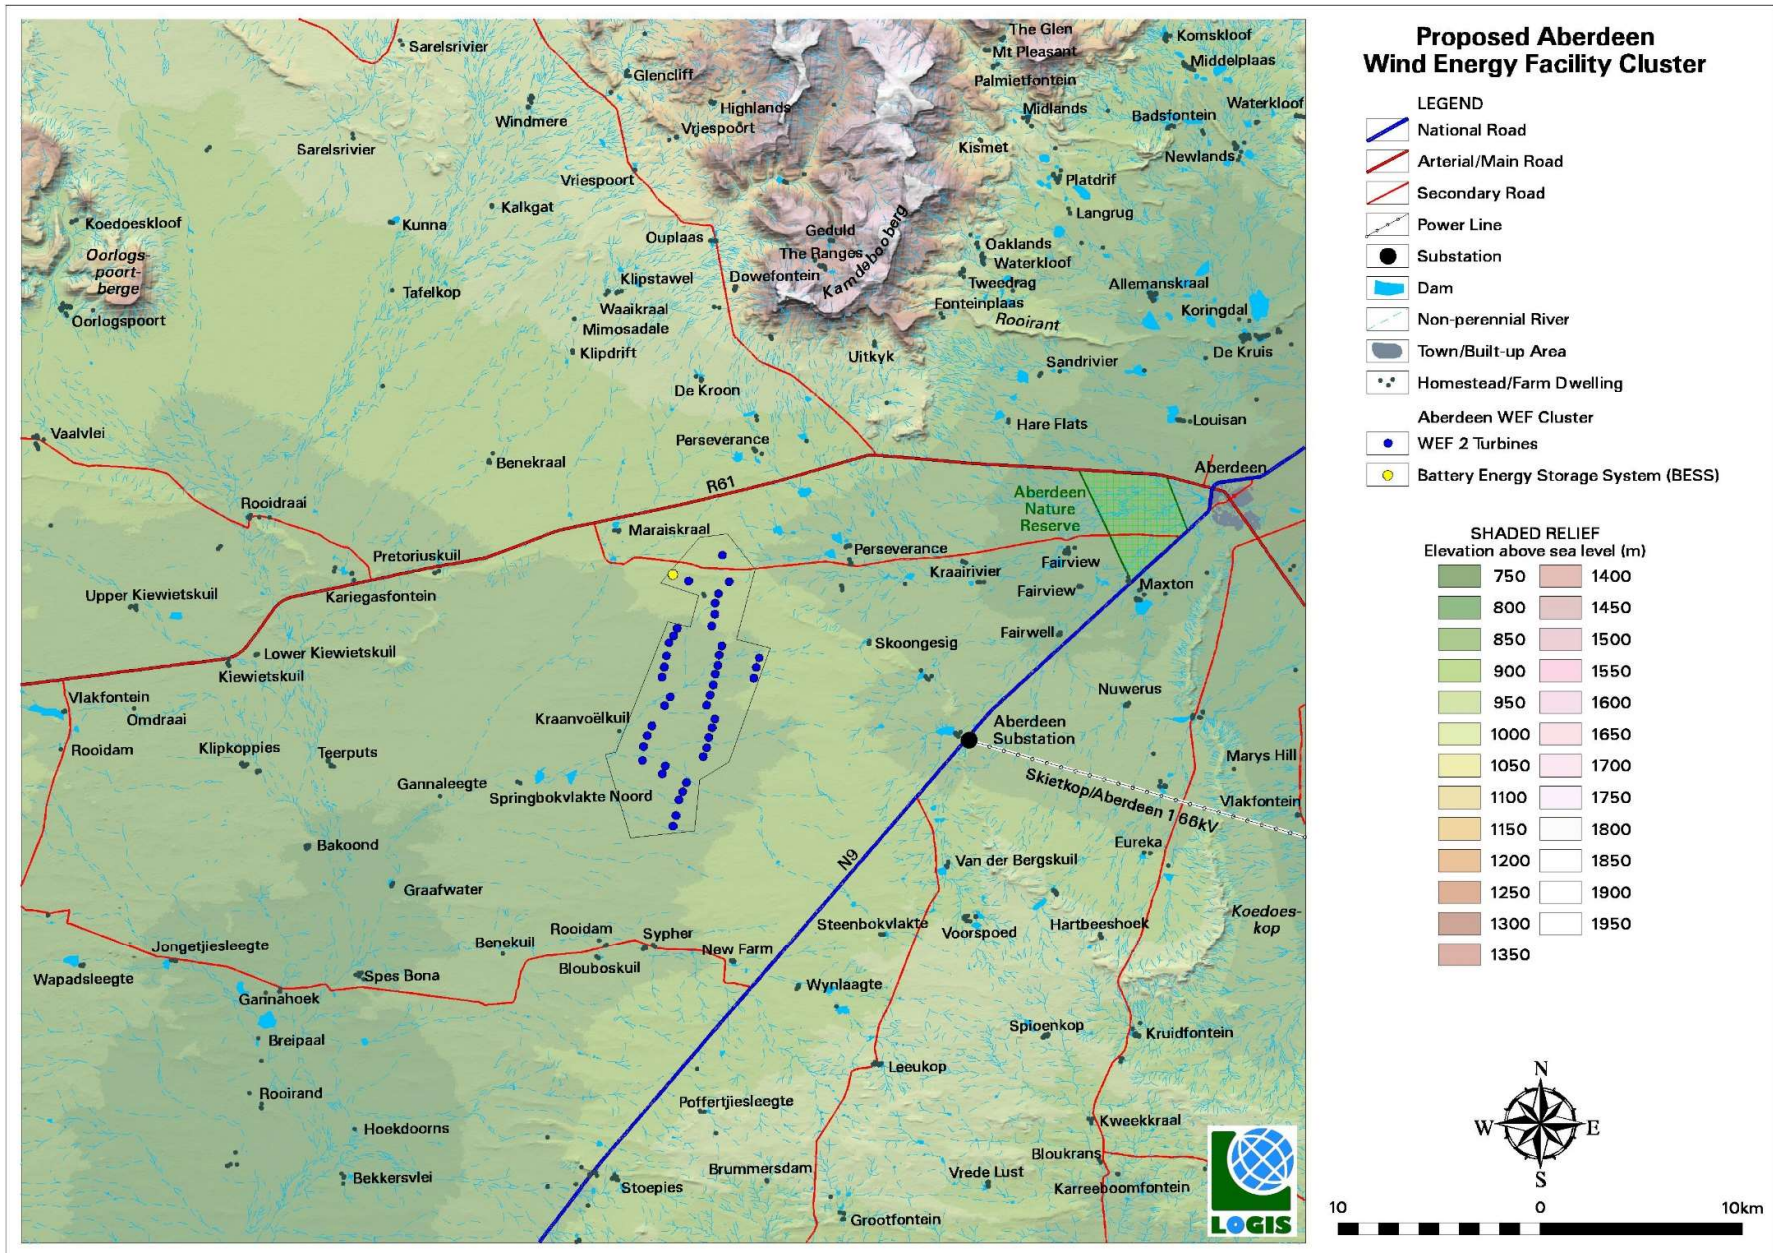 Proposed Aberdeen
Wind Energy Facility Cluster
LEGEND
National Road
Arterial/Main Road
Secondary Road
Power Line
Substation
Dam
Non-perennial River
Town/Built-up Area
Homestead/Farm Dwelling
Aberdeen WEF Cluster
WEF 2 Turbines
Battery Energy Storage System (BESS)
SHADED RELIEF
Elevation above sea level (m)
750 1400
800 1450
850 1500
900 1550
950 1600
1000 1650
1050 1700
1100 1750
1150 1800
1200 1850
1250 1900
1300 1950
1350
N
W E
S
10 0 10km
Sarelsrivier
Glencliff
The Glen
Mt Pleasant
Komskloof
Middelplaas
Palmietfontein
Highlands
Windmere
Vriespoort
Midlands
Waterkloof
Badsfontein
Sarelsrivier
Kismet
Newlands
Vriespoort
Platdrif
Kalkgat
Langrug
Koedoeskloof
Kunna
Ouplaas
Geduld
The Ranges
Kamdebooberg
Oaklands
Waterkloof
Oorlogs-
poort-
berge
Dowefontein
Klipstawel
Tweedrag
Allemanskraal
Tafelkop
Waaikraal
Fonteinplaas
Koringdal
Oorlogspoort
Mimosadale
Rooirant
Klipdrift
Uitkyk
Sandrivier
De Kruis
De Kroon
Hare Flats
Louisan
Vaalvlei
Perseverance
Benekraal
Aberdeen
R61
Aberdeen
Nature
Reserve
Rooidraai
Maraiskraal
Pretoriuskuil
Perseverance
Fairview
Kraairivier
Upper Kiewietskuil
Kariegasfontein
Fairview
Maxton
Lower Kiewietskuil
Skoongesig
Fairwell
Kiewietskuil
Vlakfontein
Omdraai
Nuwerus
Kraanvoëlkuil
Aberdeen
Substation
Rooidam
Klipkoppies
Teerputs
Marys Hill
Gannaleegte
Springbokvlakte Noord
Skietkop/Aberdeen 1 66kV
Vlakfontein
Bakoond
Eureka
N9
Van der Bergskuil
Graafwater
Koedoes-
kop
Steenbokvlakte
Voorspoed
Hartbeeshoek
Rooidam
Sypher
Benekuil
New Farm
Jongetjiesleegte
Blouboskuil
Wapadsleegte
Spes Bona
Wynlaagte
Gannahoek
Breipaal
Spioenkop
Kruidfontein
Leeukop
Rooirand
Poffertjiesleegte
Hoekdoorns
Kweekkraal
Bloukrans
Bekkersvlei
Stoepies
Brummersdam
Vrede Lust
Karreeboomfontein
Grootfontein
LOGIS